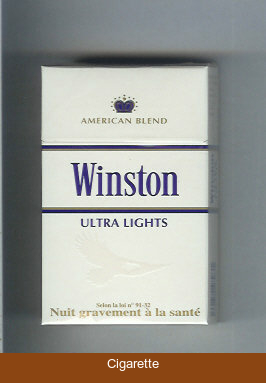 AMERICAN BLEND
Winston
ULTRA LIGHTS
Selon la loi n° 91-32
Nuit gravement à la santé
Cigarette